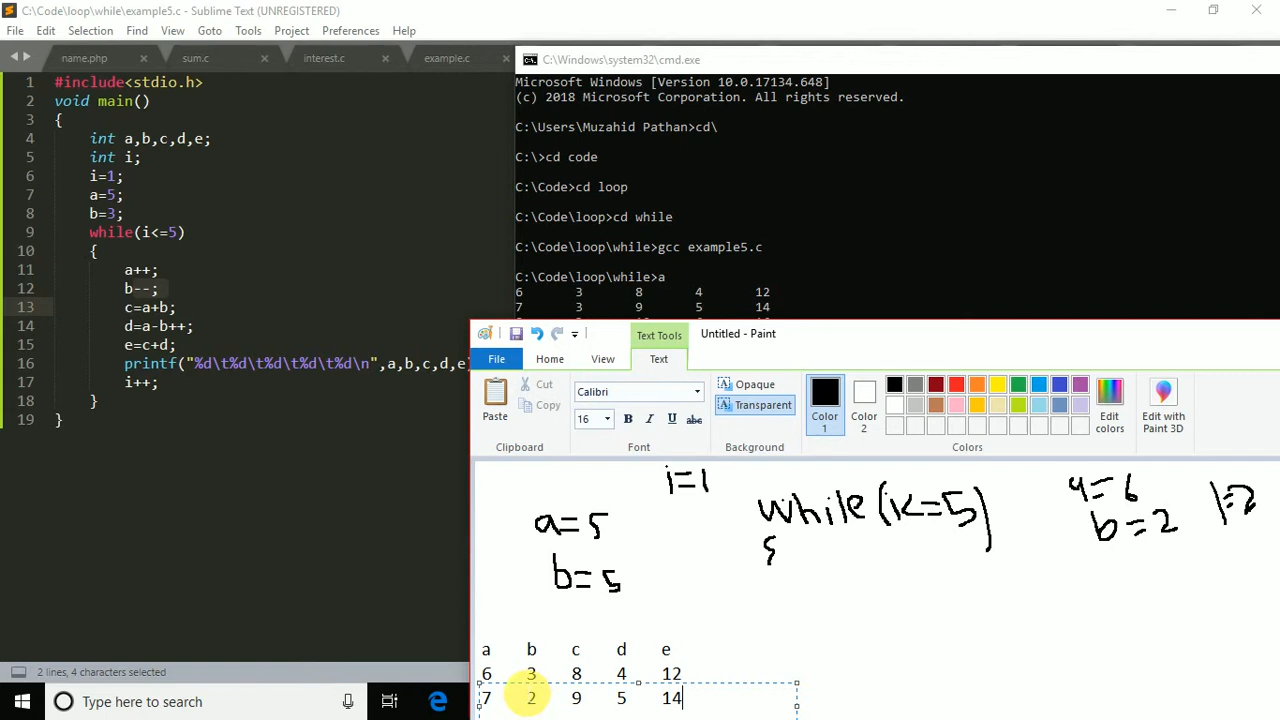 C:\Code\loop\while\example5.c - Sublime Text (UNREGISTERED)
File Edit Selection Find View Goto Tools Project Preferences Help
name.php sum.c interest.c example.c
1 #include<stdio.h>
2 void main()
3 {
4 int a,b,c,d,e;
5 int i;
6 i=1;
7 a=5;
8 b=3;
9 while(i<=5)
10 {
11 a++;
12 b--;
13 c=a+b;
14 d=a-b++;
15 e=c+d;
16 printf("%d\t%d\t%d\t%d\t%d\n",a,b,c,d,e)
17 i++;
18 }
19 }
2 lines, 4 characters selected
C:\Windows\system32\cmd.exe
Microsoft Windows [Version 10.0.17134.648]
(c) 2018 Microsoft Corporation. All rights reserved.
C:\Users\Muzahid Pathan>cd\
C:\>cd code
C:\Code>cd loop
C:\Code\loop>cd while
C:\Code\loop\while>gcc example5.c
C:\Code\loop\while>a
6 3 8 4 12
7 3 9 5 14
Text Tools Untitled - Paint
File Home View Text
Paste Cut Copy
Clipboard
Calibri
16 B I U abc
Font
Opaque
Transparent
Background
Color 1
Color 2
Edit colors
Edit with Paint 3D
Colors
i=1
while(i<=5)
a=6
b=2
a=5
5
b=5
a b c d e
6 3 8 4 12
7 2 9 5 14
Type here to search